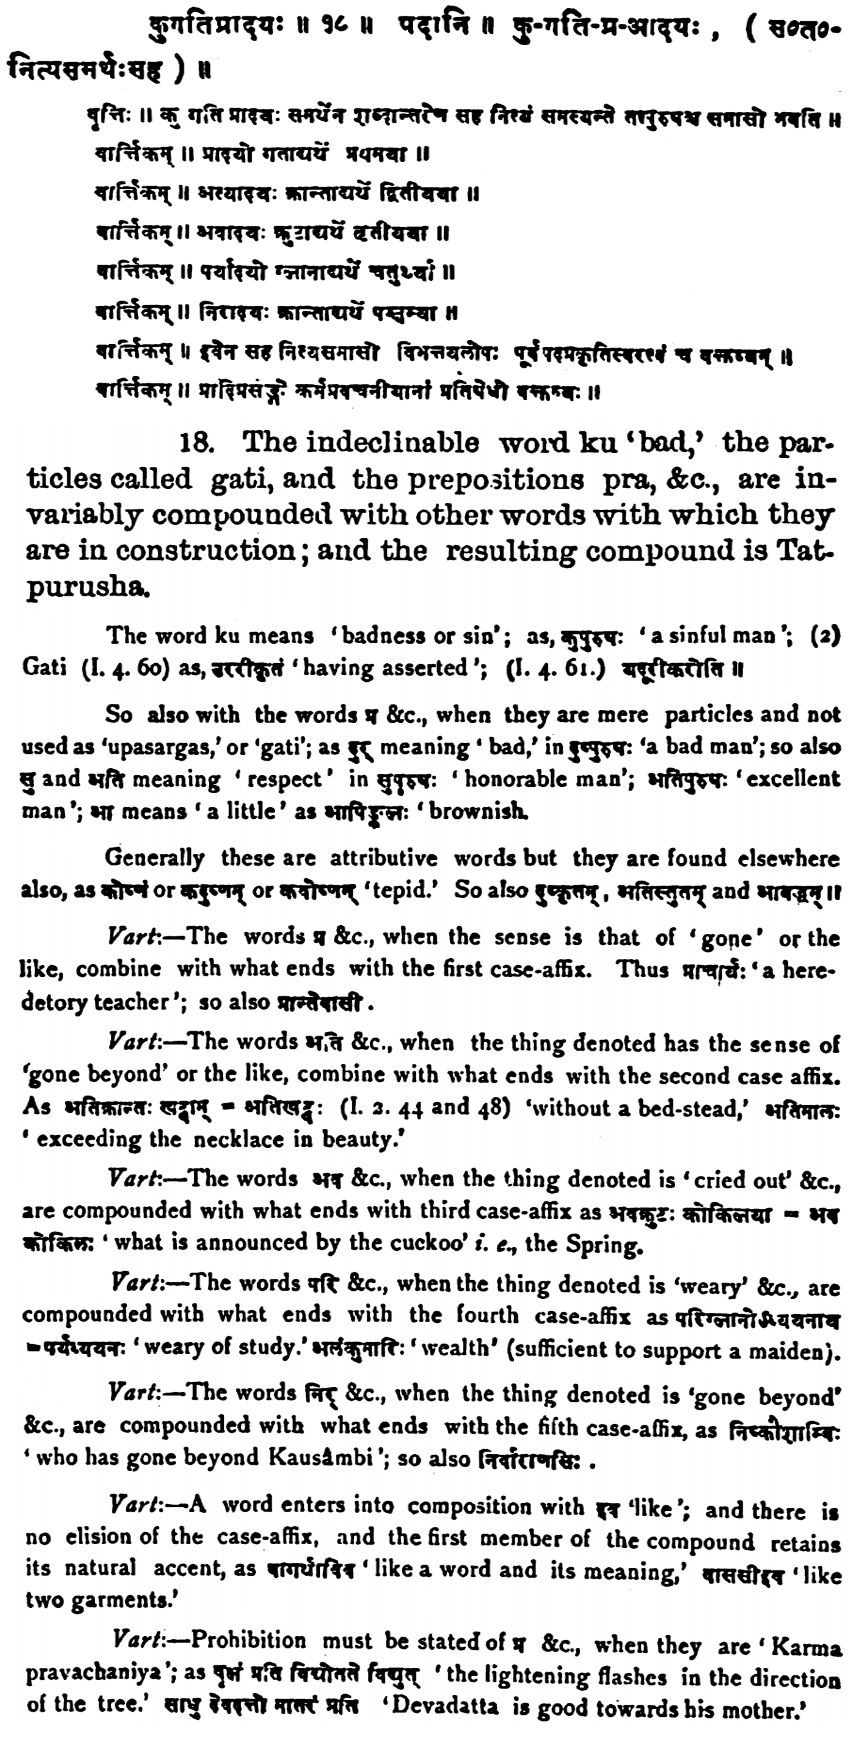 कुगतिप्रादयः ॥ १८ ॥ पदानि ॥ कु-गति-प्र-आदयः , ( स०त०-
नित्यसमर्थःसह ) ॥
वृत्तिः ॥ कु गति प्रादयः समर्थेन शब्दान्तरेण सह नित्यं समस्यन्ते तत्पुरुषश्च समासो भवति ॥
वार्त्तिकम् ॥ प्रादयो गताद्यर्थे प्रथमया ॥
वार्त्तिकम् ॥ अत्यादयः क्रान्ताद्यर्थे द्वितीयया ॥
वार्त्तिकम् ॥ अवादयः क्रुटाद्यर्थे तृतीयया ॥
वार्त्तिकम् ॥ पर्यादयो ग्लानाद्यर्थे चतुर्थ्या ॥
वार्त्तिकम् ॥ निरादयः क्रान्ताद्यर्थे पञ्चम्या ॥
वार्त्तिकम् ॥ इवेन सह नित्यसमासो विभक्त्यलोपः पूर्वपदप्रकृतिस्वरत्वं च वक्तव्यम् ॥
वार्त्तिकम् ॥ प्रादिप्रसङ्गे कर्मप्रवचनीयानां प्रतिषेधो वक्तव्यः ॥
18. The indeclinable word ku ‘bad,’ the par-
ticles called gati, and the prepositions pra, &c., are in-
variably compounded with other words with which they
are in construction; and the resulting compound is Tat-
purusha.
The word ku means ‘badness or sin’; as, कुपुरुषः ‘a sinful man’; (2)
Gati (I. 4. 60) as, उररीकृतं ‘having asserted’; (I. 4. 61.) यदूरीकरोति ॥
So also with the words प्र &c., when they are mere particles and not
used as ‘upasargas,’ or ‘gati’; as दुर् meaning ‘bad,’ in दुष्पुरुषः ‘a bad man’; so also
सु and अति meaning ‘respect’ in सुपुरुषः ‘honorable man’; अतिपुरुषः ‘excellent
man’; आ means ‘a little’ as आपिङ्गलः ‘brownish.
Generally these are attributive words but they are found elsewhere
also, as कोष्णं or कदुष्णम् or कवोष्णम् ‘tepid.’ So also दुष्कृतम्, अतिस्तुतम् and आबद्धम् ॥
Vart:—The words प्र &c., when the sense is that of ‘gone’ or the
like, combine with what ends with the first case-affix. Thus प्राचार्यः ‘a here-
detory teacher’; so also प्रान्तेवासी .
Vart:—The words अति &c., when the thing denoted has the sense of
‘gone beyond’ or the like, combine with what ends with the second case affix.
As अतिक्रान्तः खट्वाम् = अतिखट्वः (I. 2. 44 and 48) ‘without a bed-stead,’ अतिमालः
‘exceeding the necklace in beauty.’
Vart:—The words अव &c., when the thing denoted is ‘cried out’ &c.,
are compounded with what ends with third case-affix as अवक्रुटः कोकिलया = अव
कोकिलः ‘what is announced by the cuckoo’ i. e., the Spring.
Vart:—The words परि &c., when the thing denoted is ‘weary’ &c., are
compounded with what ends with the fourth case-affix as परिग्लानोऽध्ययनाय
=पर्यध्ययनः ‘weary of study.’ अलंकुमारिः ‘wealth’ (sufficient to support a maiden).
Vart:—The words निर् &c., when the thing denoted is ‘gone beyond’
&c., are compounded with what ends with the fifth case-affix, as निष्कोशाम्बिः
‘who has gone beyond Kausâmbi’; so also निर्वाराणसिः .
Vart:—A word enters into composition with इव ‘like’; and there is
no elision of the case-affix, and the first member of the compound retains
its natural accent, as वागर्थाविव ‘like a word and its meaning,’ वाससीइव ‘like
two garments.’
Vart:—Prohibition must be stated of प्र &c., when they are ‘Karma
pravachaniya’; as वृक्षं प्रति विद्योतते विद्युत् ‘the lightening flashes in the direction
of the tree.’ साधु देवदत्तो मातरं प्रति ‘Devadatta is good towards his mother.’